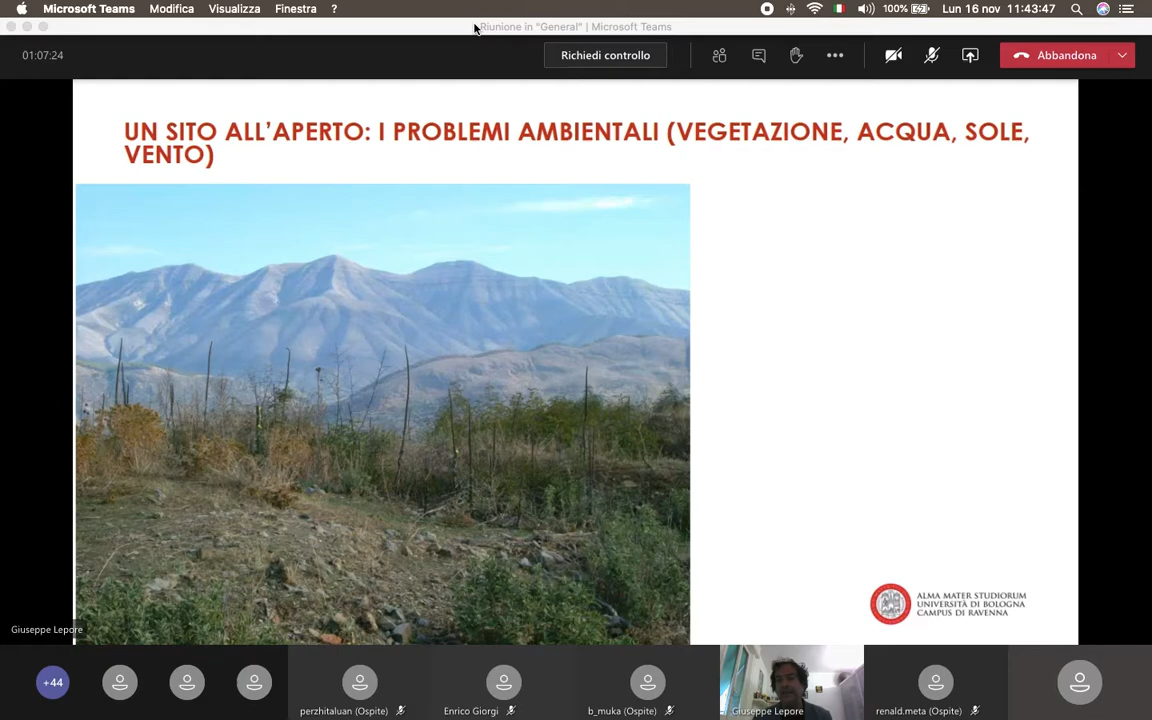 Microsoft Teams Modifica Visualizza Finestra ? 100% Lun 16 nov 11:43:47
Riunione in "General" | Microsoft Teams
01:07:24 Richiedi controllo Abbandona
UN SITO ALL'APERTO: I PROBLEMI AMBIENTALI (VEGETAZIONE, ACQUA, SOLE,
VENTO)
ALMA MATER STUDIORUM
UNIVERSITÀ DI BOLOGNA
CAMPUS DI RAVENNA
Giuseppe Lepore
+44
perzhitaluan (Ospite) Enrico Giorgi b_muka (Ospite) Giuseppe Lepore renald.meta (Ospite)